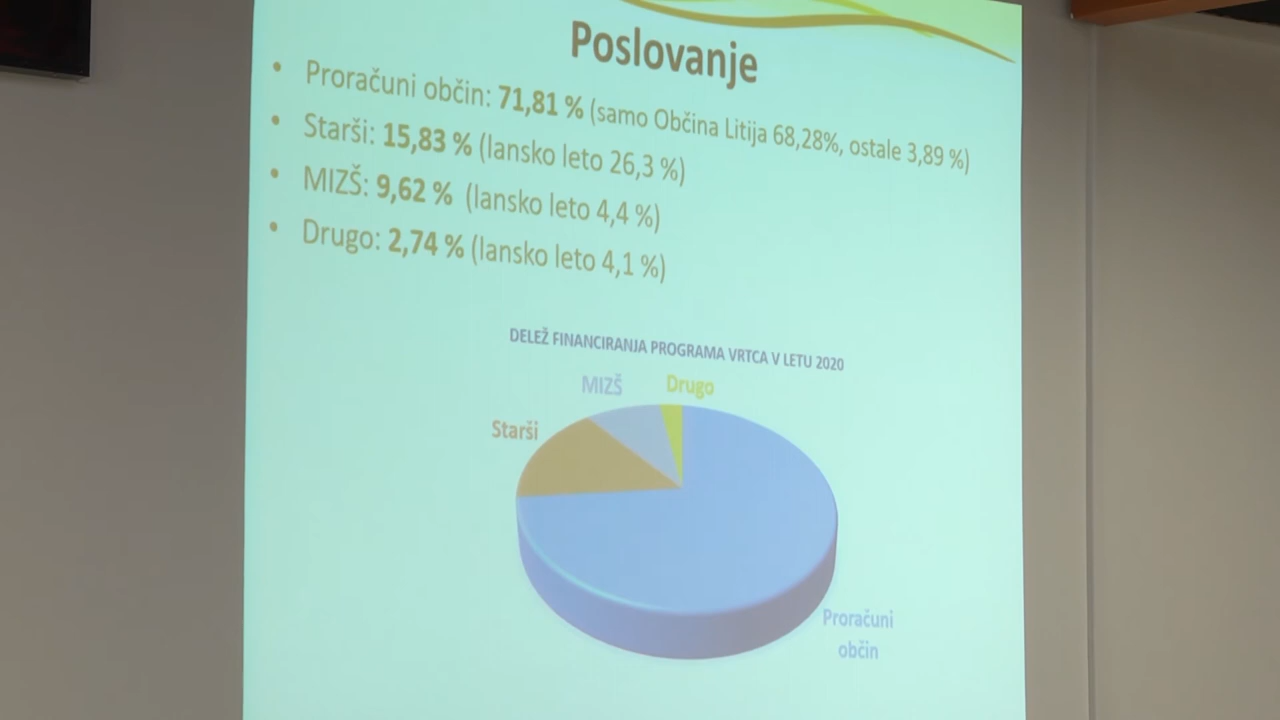 Poslovanje
• Proračuni občin: 71,81 % (samo Občina Litija 68,28%, ostale 3,89 %)
• Starši: 15,83 % (lansko leto 26,3 %)
• MIZŠ: 9,62 % (lansko leto 4,4 %)
• Drugo: 2,74 % (lansko leto 4,1 %)
DELEŽ FINANCIRANJA PROGRAMA VRTCA V LETU 2020
MIZŠ
Drugo
Starši
Proračuni
občin